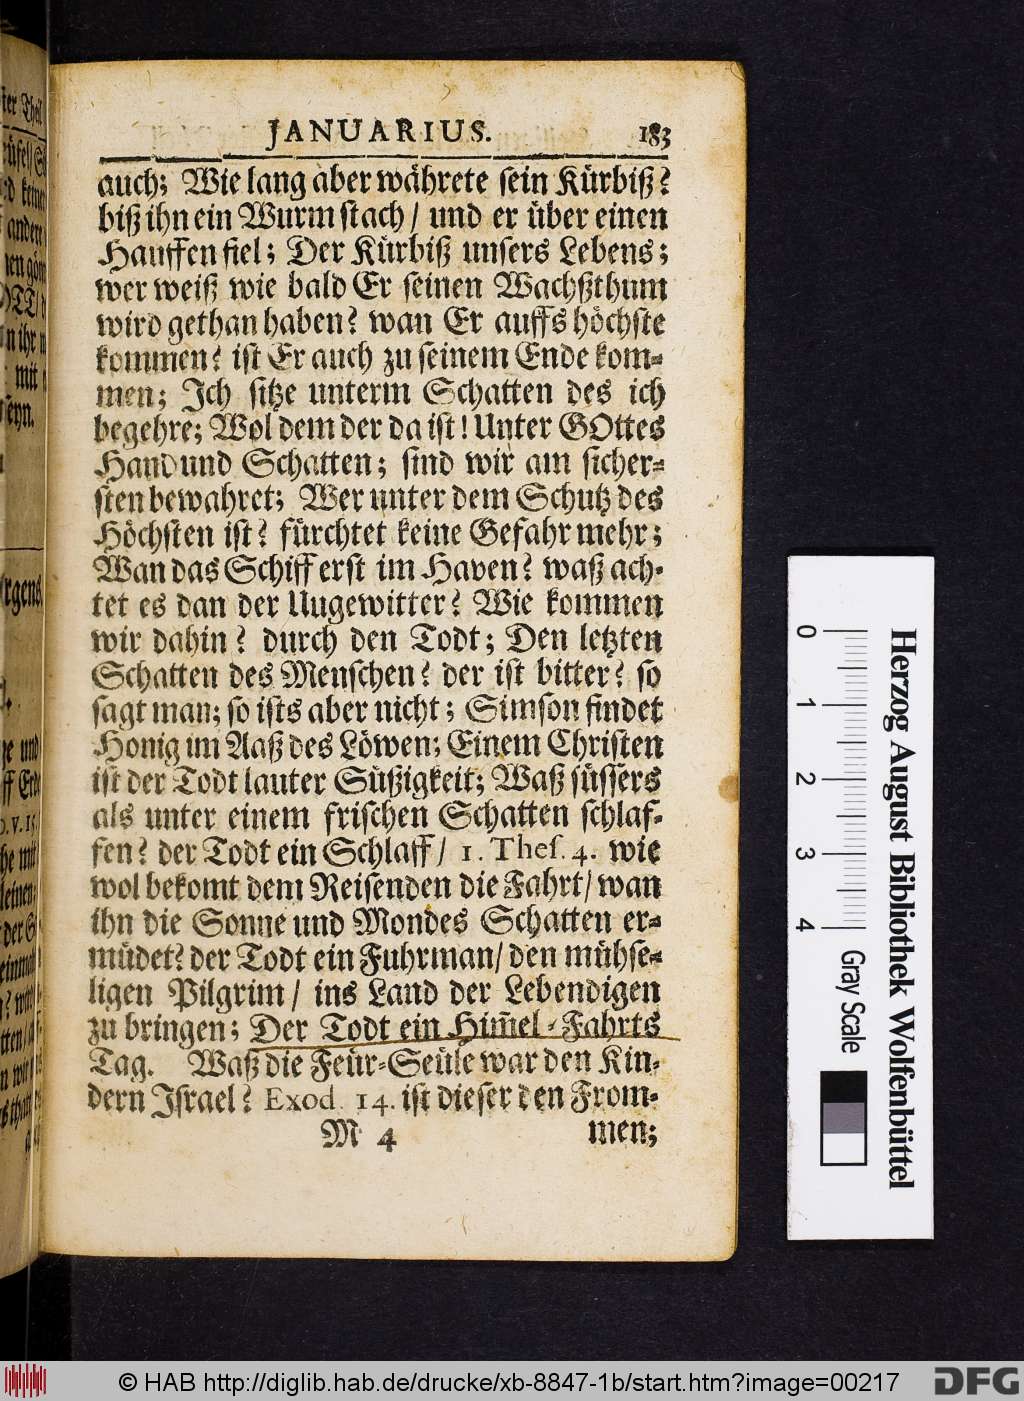 JANUARIUS. 183
auch; Wie lang aber währete sein Kürbiß?
biß ihn ein Wurm stach / und er über einen
Hauffen fiel; Der Kürbiß unsers Lebens;
wer weiß wie bald Er seinen Wachßthum
wird gethan haben? wan Er auffs höchste
kommen? ist Er auch zu seinem Ende kom-
men; Ich sitze unterm Schatten des ich
begehre; Wol dem der da ist! Unter GOttes
Hand und Schatten; sind wir am sicher-
sten bewahret; Wer unter dem Schutz des
Höchsten ist? fürchtet keine Gefahr mehr;
Wan das Schiff erst im Haven? waß ach-
tet es dan der Ungewitter? Wie kommen
wir dahin? durch den Todt; Den letzten
Schatten des Menschen? der ist bitter? so
sagt man; so ists aber nicht; Simson findet
Honig im Aaß des Löwen; Einem Christen
ist der Todt lauter Süßigkeit; Waß süssers
als unter einem frischen Schatten schlaf-
fen? der Todt ein Schlaff / 1. Thes. 4. wie
wol bekomt dem Reisenden die Fahrt / wan
ihn die Sonne und Mondes Schatten er-
müdet? der Todt ein Fuhrman / den mühse-
ligen Pilgrim / ins Land der Lebendigen
zu bringen; Der Todt ein Him̃el-Fahrts
Tag. Waß die Feür-Seüle war den Kin-
dern Israel? Exod. 14. ist dieser den From-
M 4 men;
ster Theil
andere
mit
seyn.
rgens.
und
v. 15
0 1 2 3 4
Gray Scale
Herzog August Bibliothek Wolfenbüttel
© HAB http://diglib.hab.de/drucke/xb-8847-1b/start.htm?image=00217
DFG